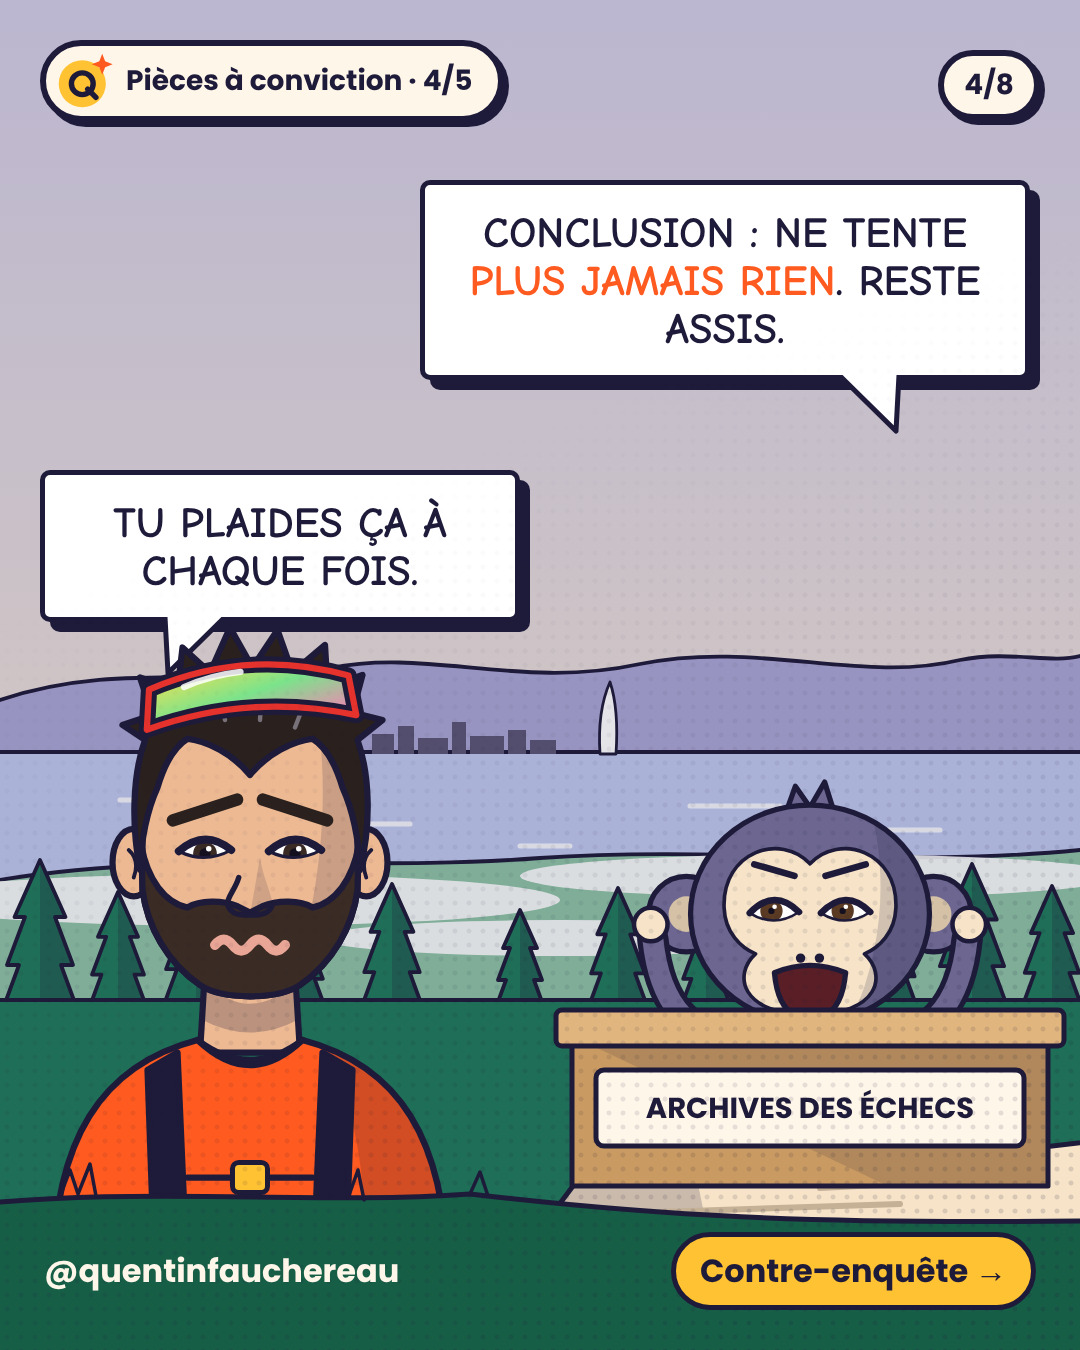 Q
Pièces à conviction · 4/5
4/8
CONCLUSION : NE TENTE
PLUS JAMAIS RIEN. RESTE
ASSIS.
TU PLAIDES ÇA À
CHAQUE FOIS.
ARCHIVES DES ÉCHECS
@quentinfauchereau
Contre-enquête →